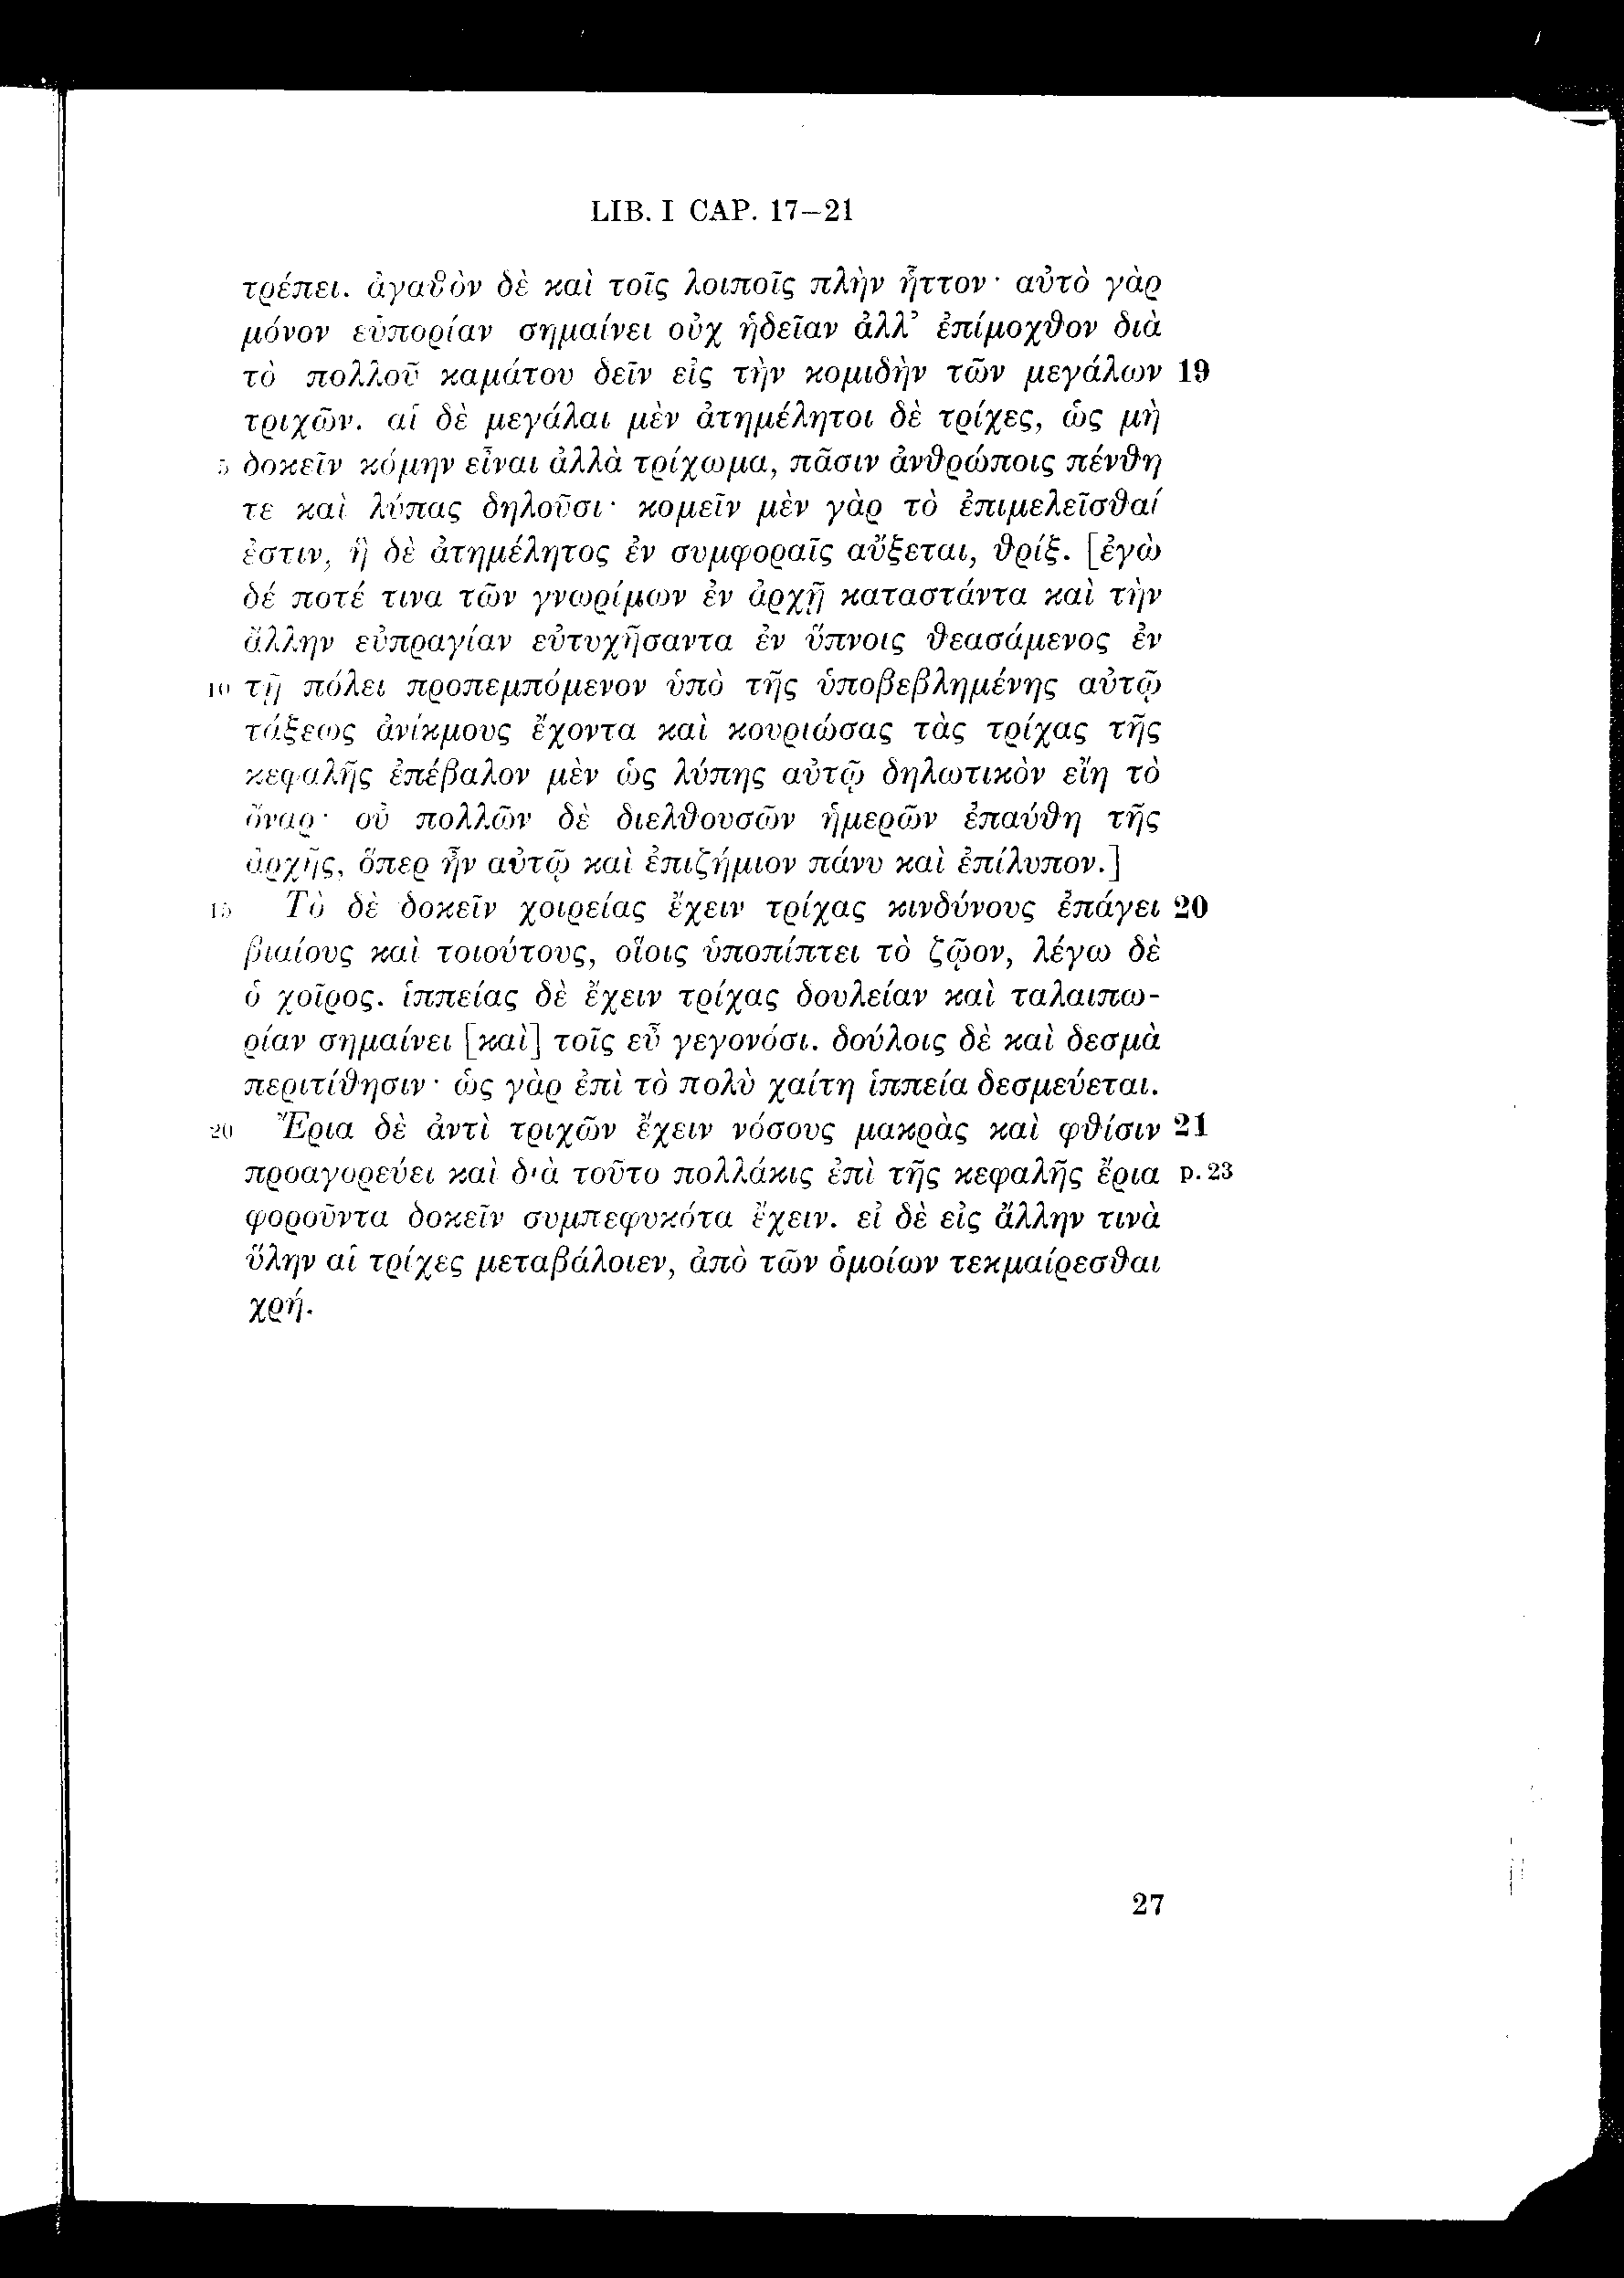 LIB. I CAP. 17–21
τρέπει. ἀγαθὸν δὲ καὶ τοῖς λοιποῖς πλὴν ἧττον· αὐτὸ γὰρ
μόνον εὐπορίαν σημαίνει οὐχ ἡδεῖαν ἀλλ’ ἐπίμοχθον διὰ
τὸ πολλοῦ καμάτου δεῖν εἰς τὴν κομιδὴν τῶν μεγάλων 19
τριχῶν. αἱ δὲ μεγάλαι μὲν ἀτημέλητοι δὲ τρίχες, ὡς μὴ
5 δοκεῖν κόμην εἶναι ἀλλὰ τρίχωμα, πᾶσιν ἀνθρώποις πένθη
τε καὶ λύπας δηλοῦσι· κομεῖν μὲν γὰρ τὸ ἐπιμελεῖσθαί
ἐστιν, ἡ δὲ ἀτημέλητος ἐν συμφοραῖς αὔξεται, θρίξ. [ἐγὼ
δέ ποτέ τινα τῶν γνωρίμων ἐν ἀρχῇ καταστάντα καὶ τὴν
ἄλλην εὐπραγίαν εὐτυχήσαντα ἐν ὕπνοις θεασάμενος ἐν
10 τῇ πόλει προπεμπόμενον ὑπὸ τῆς ὑποβεβλημένης αὐτῷ
τάξεως ἀνίκμους ἔχοντα καὶ κουριώσας τὰς τρίχας τῆς
κεφαλῆς ἐπέβαλον μὲν ὡς λύπης αὐτῷ δηλωτικὸν εἴη τὸ
ὄναρ· οὐ πολλῶν δὲ διελθουσῶν ἡμερῶν ἐπαύθη τῆς
ἀρχῆς, ὅπερ ἦν αὐτῷ καὶ ἐπιζήμιον πάνυ καὶ ἐπίλυπον.]
15 Τὸ δὲ δοκεῖν χοιρείας ἔχειν τρίχας κινδύνους ἐπάγει 20
βιαίους καὶ τοιούτους, οἵοις ὑποπίπτει τὸ ζῷον, λέγω δὲ
ὁ χοῖρος. ἱππείας δὲ ἔχειν τρίχας δουλείαν καὶ ταλαιπω-
ρίαν σημαίνει [καὶ] τοῖς εὖ γεγονόσι. δούλοις δὲ καὶ δεσμὰ
περιτίθησιν· ὡς γὰρ ἐπὶ τὸ πολὺ χαίτη ἱππεία δεσμεύεται.
20 Ἔρια δὲ ἀντὶ τριχῶν ἔχειν νόσους μακρὰς καὶ φθίσιν 21
προαγορεύει καὶ διὰ τοῦτο πολλάκις ἐπὶ τῆς κεφαλῆς ἔρια p. 23
φοροῦντα δοκεῖν συμπεφυκότα ἔχειν. εἰ δὲ εἰς ἄλλην τινὰ
ὕλην αἱ τρίχες μεταβάλοιεν, ἀπὸ τῶν ὁμοίων τεκμαίρεσθαι
χρή.
27